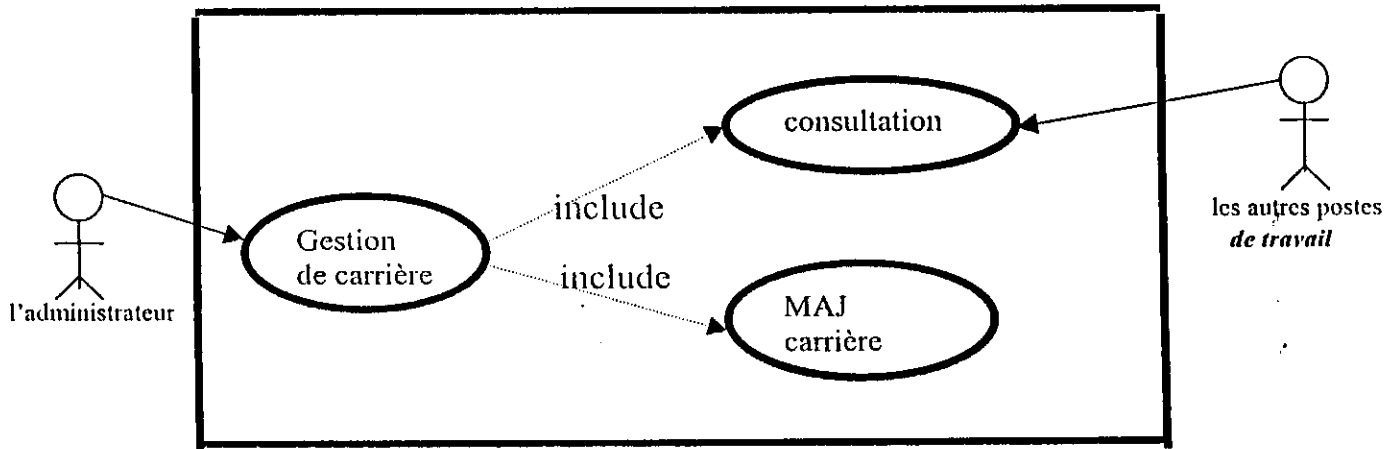 consultation
include
les autres postes
de travail
Gestion
de carrière
include
l'administrateur
MAJ
carrière